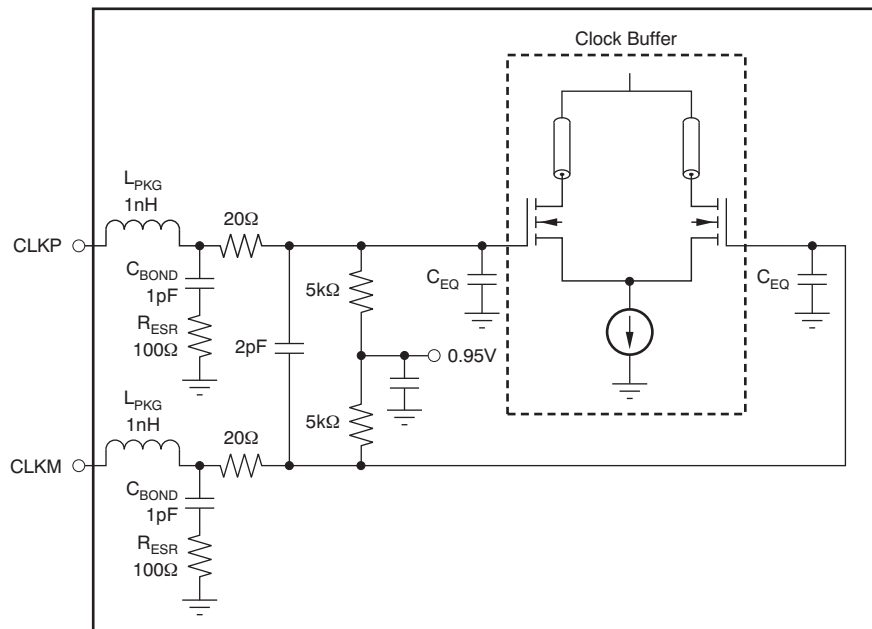 Clock Buffer
L_PKG
1nH
20Ω
CLKP
C_BOND
1pF
R_ESR
100Ω
5kΩ
C_EQ
C_EQ
2pF
0.95V
L_PKG
1nH
20Ω
5kΩ
CLKM
C_BOND
1pF
R_ESR
100Ω